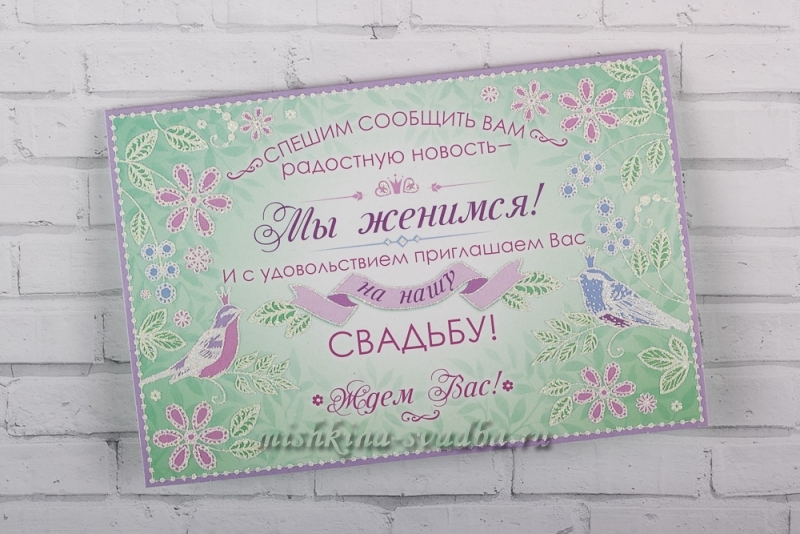 СПЕШИМ СООБЩИТЬ ВАМ
радостную новость–
Мы женимся!
И с удовольствием приглашаем Вас
на нашу
СВАДЬБУ!
Ждем Вас!
mishkina-svadba.ru